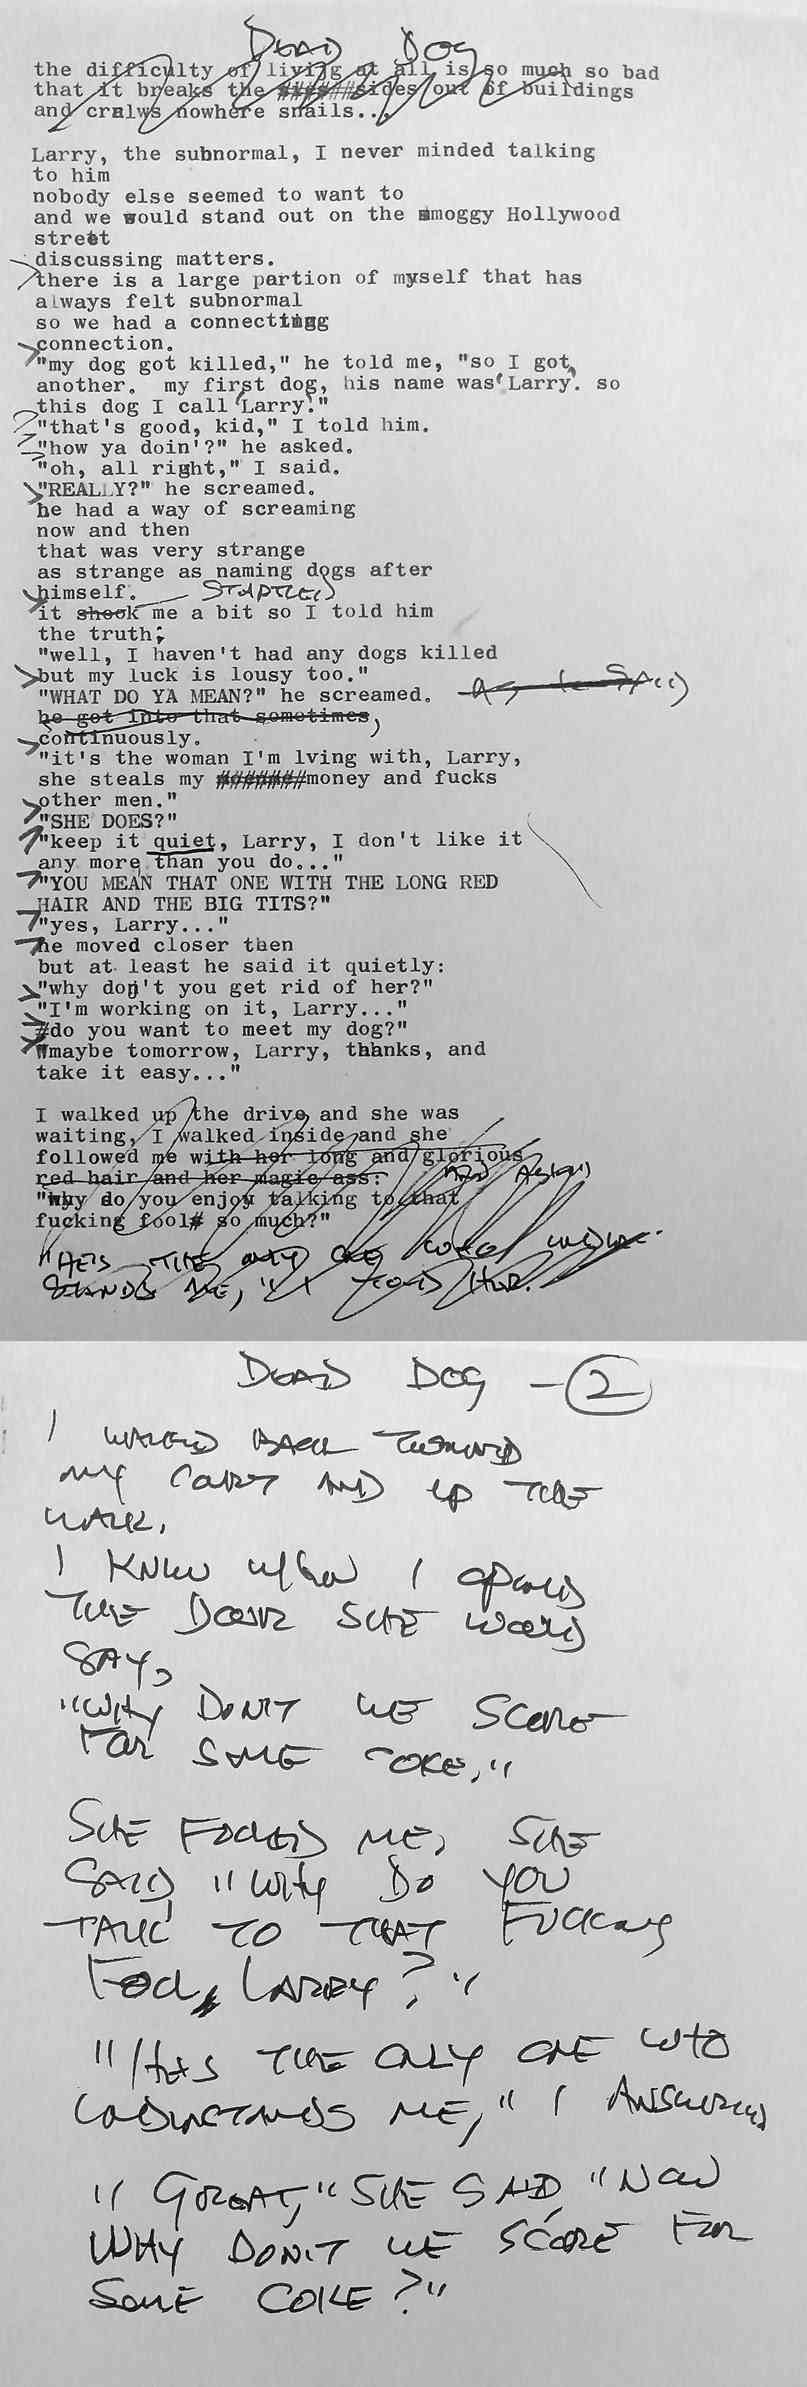 DEAD DOG
the difficulty of livijg at all is so much so bad
that it breaks the ######sides out of buildings
and cralws nowhere snails...
Larry, the subnormal, I never minded talking
to him
nobody else seemed to want to
and we would stand out on the smoggy Hollywood
street
discussing matters.
there is a large portion of myself that has
always felt subnormal
so we had a connecting
connection.
"my dog got killed," he told me, "so I got
another. my first dog, his name was 'Larry. so
this dog I call 'Larry.'"
"that's good, kid," I told him.
"how ya doin'?" he asked.
"oh, all right," I said.
"REALLY?" he screamed.
he had a way of screaming
now and then
that was very strange
as strange as naming dogs after
himself. STARTLED
it shook me a bit so I told him
the truth;
"well, I haven't had any dogs killed
but my luck is lousy too."
"WHAT DO YA MEAN?" he screamed.
he got into that sometimes,
continuously.
"it's the woman I'm lving with, Larry,
she steals my #######money and fucks
other men."
"SHE DOES?"
"keep it quiet, Larry, I don't like it
any more than you do..."
"YOU MEAN THAT ONE WITH THE LONG RED
HAIR AND THE BIG TITS?"
"yes, Larry..."
he moved closer then
but at least he said it quietly:
"why don't you get rid of her?"
"I'm working on it, Larry..."
#do you want to meet my dog?"
"maybe tomorrow, Larry, thanks, and
take it easy..."
I walked up the drive and she was
waiting, I walked inside and she
followed me with her long and glorious
red hair and her magic ass: AND ASKED
"why do you enjoy talking to that
fucking fool# so much?"
"HE'S THE ONLY ONE WHO UNDER-
STANDS ME," I TOLD HER.
DEAD DOG - 2
I WALKED BACK TOWARD
MY COURT AND UP THE
WALK.
I KNEW WHEN I OPENED
THE DOOR SHE WOULD
SAY,
"WHY DON'T WE SCORE
FOR SOME COKE."
SHE FOOLED ME, SHE
SAID, "WHY DO YOU
TALK TO THAT FUCKING
FOOL, LARRY?"
"HE'S THE ONLY ONE WHO
UNDERSTANDS ME," I ANSWERED
"GREAT," SHE SAID, "NOW
WHY DON'T WE SCORE FOR
SOME COKE?"